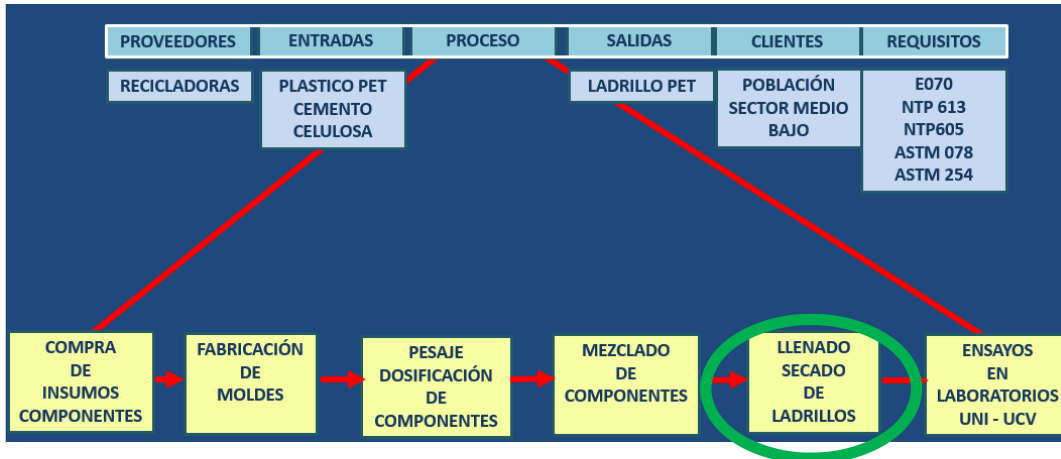 PROVEEDORES
ENTRADAS
PROCESO
SALIDAS
CLIENTES
REQUISITOS
RECICLADORAS
PLASTICO PET
CEMENTO
CELULOSA
LADRILLO PET
POBLACIÓN
SECTOR MEDIO
BAJO
E070
NTP 613
NTP605
ASTM 078
ASTM 254
COMPRA
DE
INSUMOS
COMPONENTES
FABRICACIÓN
DE
MOLDES
PESAJE
DOSIFICACIÓN
DE
COMPONENTES
MEZCLADO
DE
COMPONENTES
LLENADO
SECADO
DE
LADRILLOS
ENSAYOS
EN
LABORATORIOS
UNI - UCV